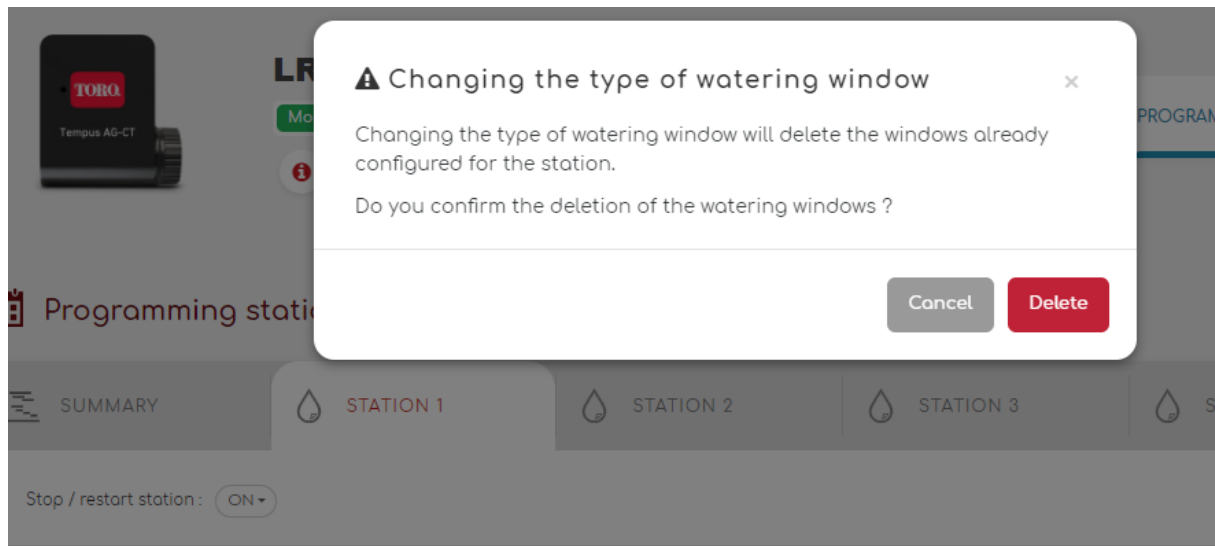 TORO.
Tempus AG-CT
LR
Mo
Changing the type of watering window
×
Changing the type of watering window will delete the windows already
configured for the station.
Do you confirm the deletion of the watering windows ?
Cancel
Delete
PROGRAM
Programming stati
SUMMARY
STATION 1
STATION 2
STATION 3
S
Stop / restart station : ON